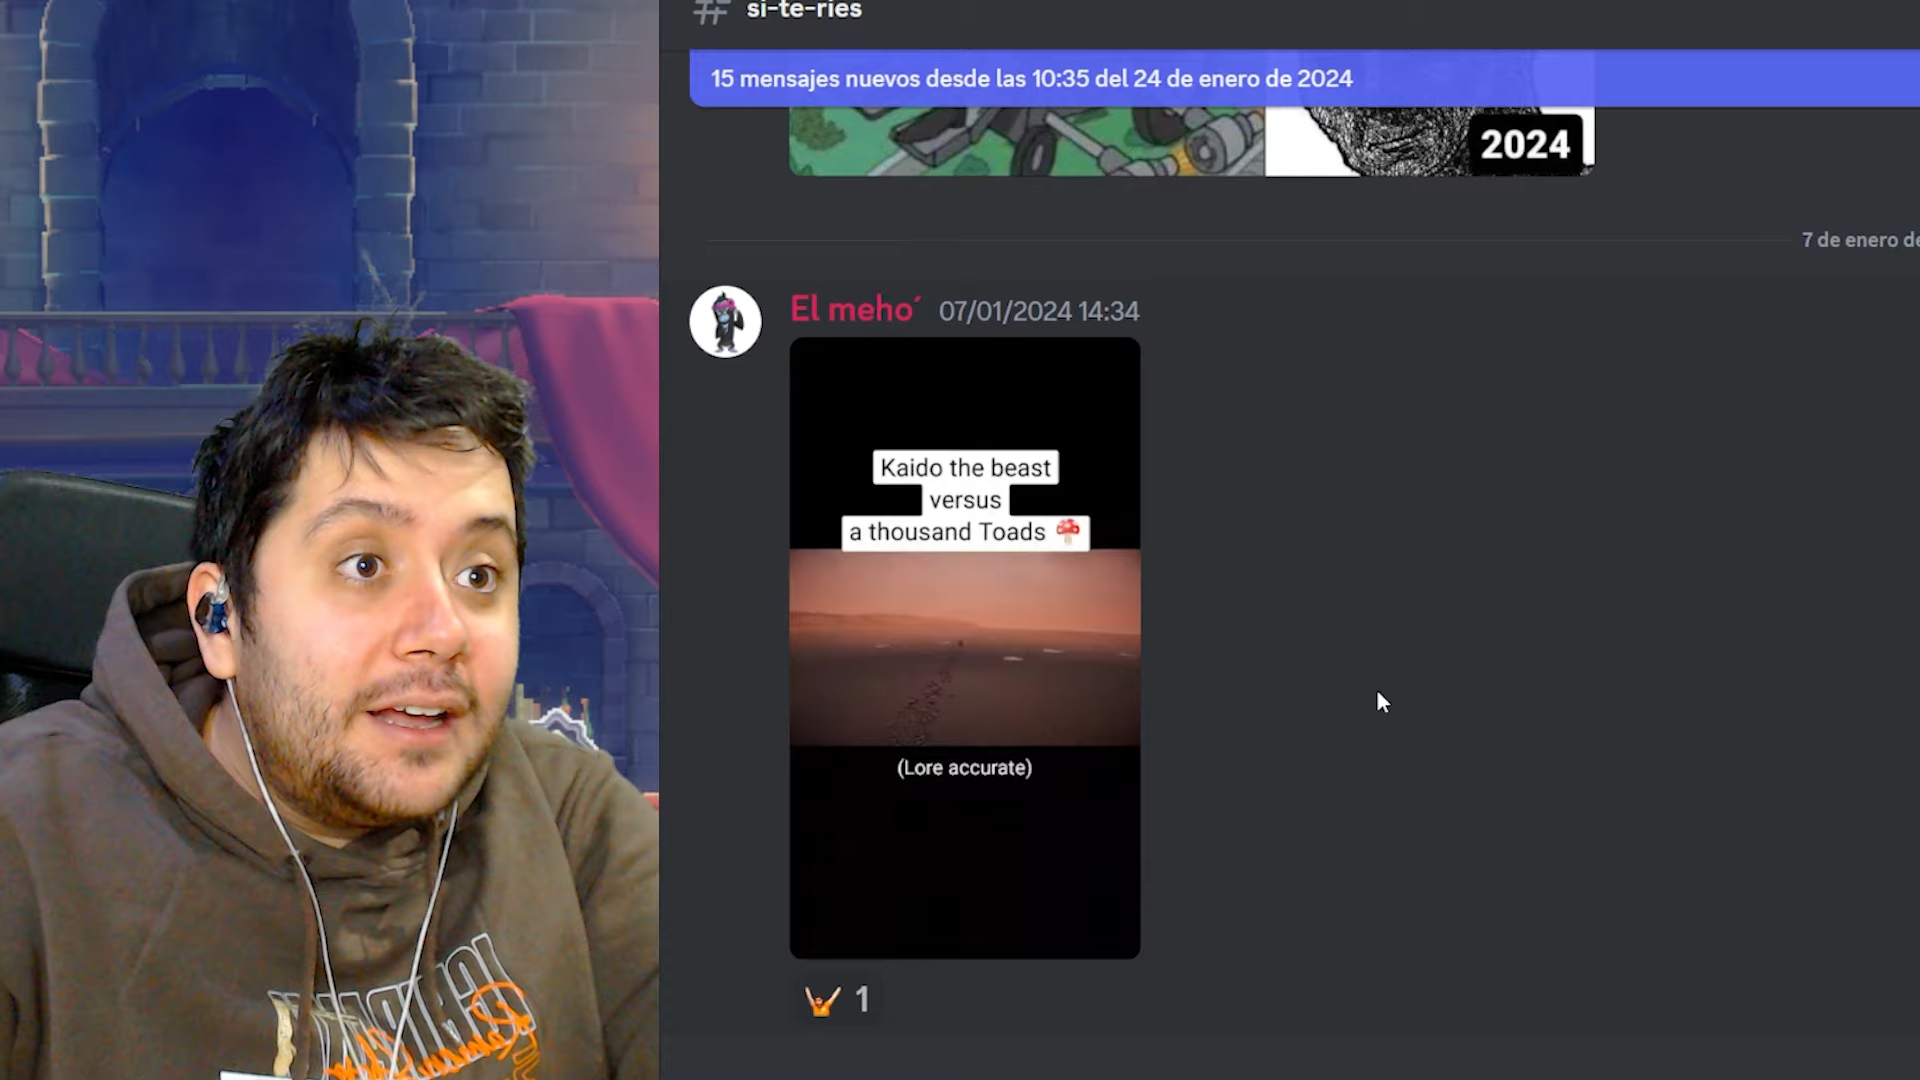 si-te-ries
15 mensajes nuevos desde las 10:35 del 24 de enero de 2024
2024
7 de enero de
El meho´ 07/01/2024 14:34
Kaido the beast
versus
a thousand Toads 🍄
(Lore accurate)
1